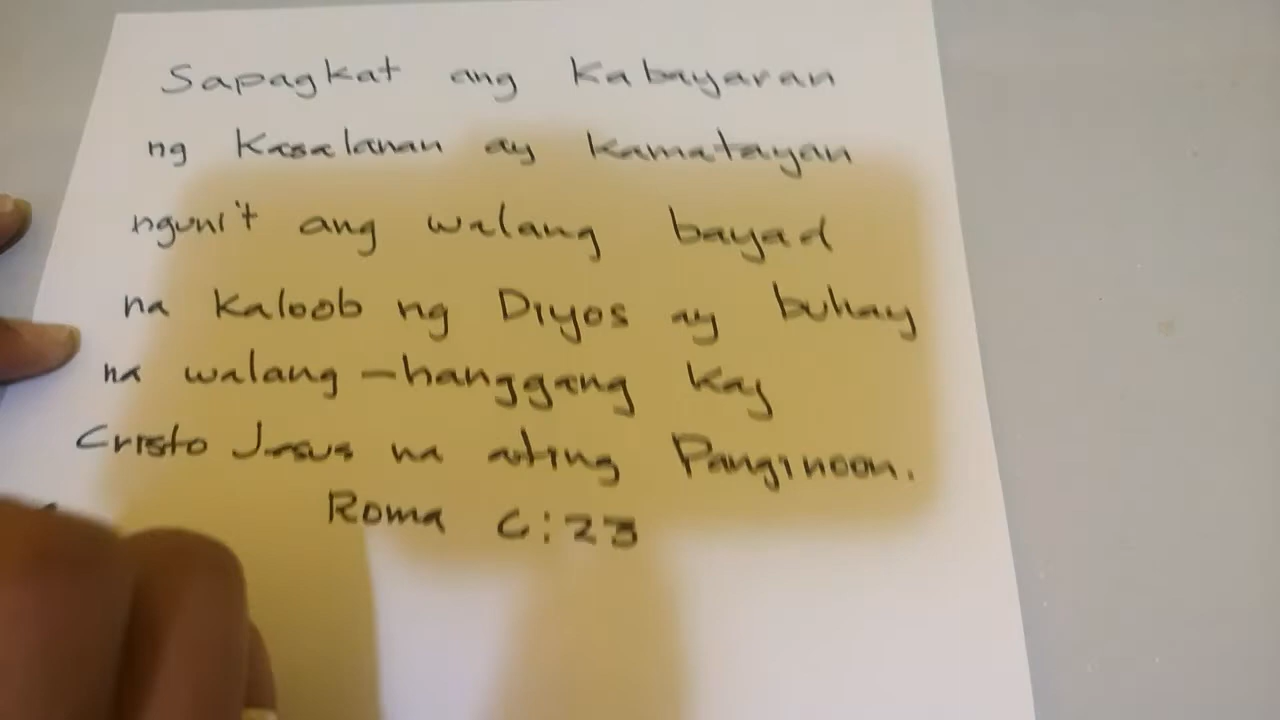 Sapagkat ang Kabayaran
ng Kasalanan ay kamatayan
nguni't ang walang bayad
na Kaloob ng Diyos ay buhay
na walang-hanggang Kay
Cristo Jesus na ating Panginoon.
Roma 6:23